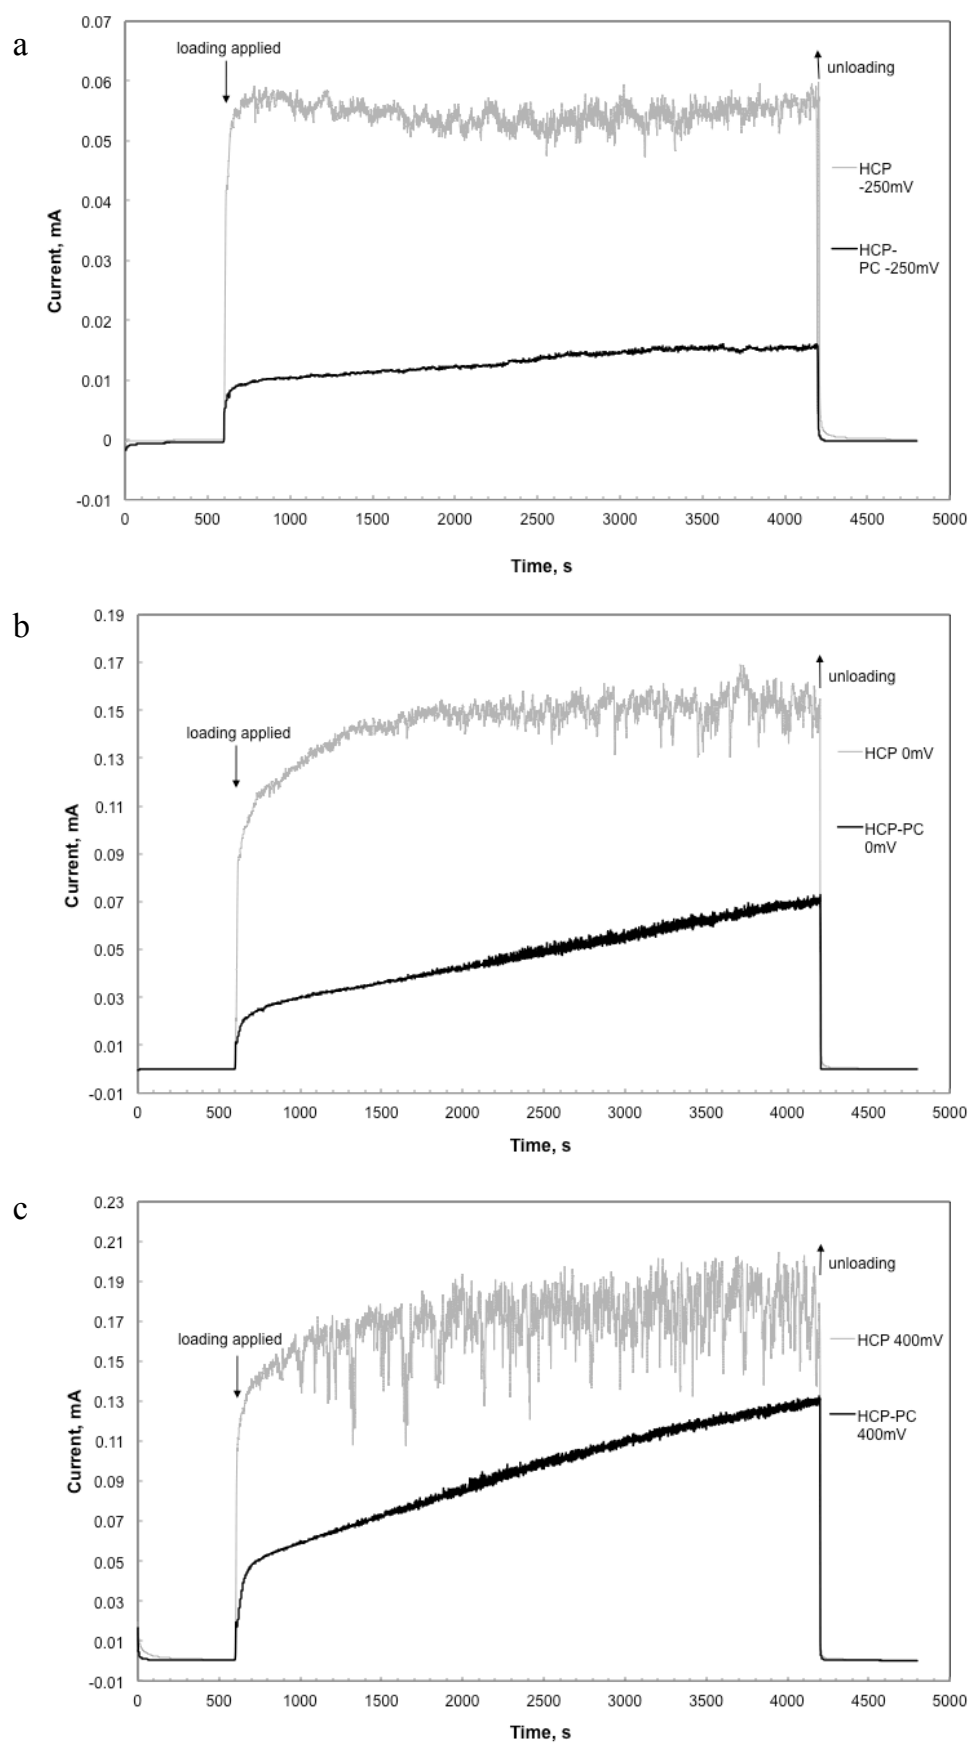 a
0.07
loading applied
unloading
0.06
0.05
HCP
-250mV
0.04
0.03
HCP-
PC -250mV
0.02
0.01
0
-0.01
Current, mA
0 500 1000 1500 2000 2500 3000 3500 4000 4500 5000
Time, s
b
0.19
0.17
unloading
0.15
loading applied
HCP 0mV
0.13
0.11
HCP-PC
0mV
0.09
0.07
0.05
0.03
0.01
-0.01
Current, mA
0 500 1000 1500 2000 2500 3000 3500 4000 4500 5000
Time, s
c
0.23
0.21
unloading
0.19
0.17
loading applied
HCP 400mV
0.15
0.13
HCP-PC
400mV
0.11
0.09
0.07
0.05
0.03
0.01
-0.01
Current, mA
0 500 1000 1500 2000 2500 3000 3500 4000 4500 5000
Time, s